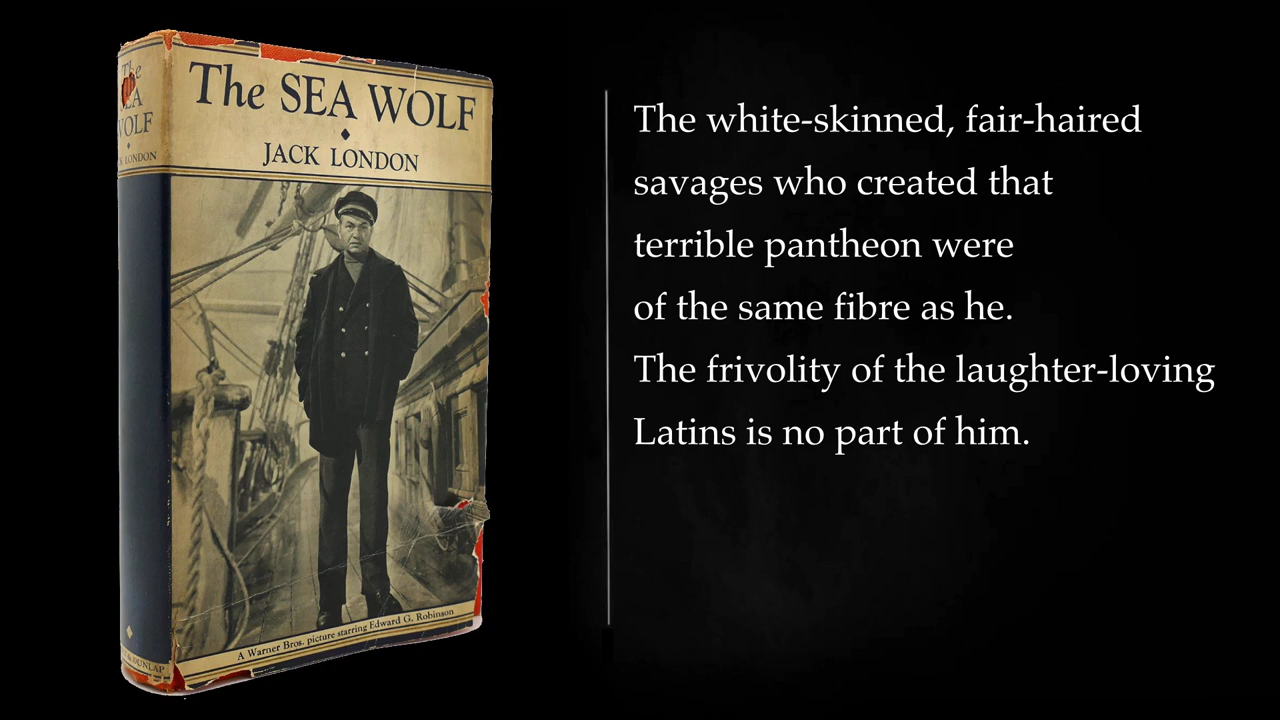 The
SEA
WOLF
LONDON
DUNLAP
The SEA WOLF
JACK LONDON
A Warner Bros. picture starring Edward G. Robinson
The white-skinned, fair-haired
savages who created that
terrible pantheon were
of the same fibre as he.
The frivolity of the laughter-loving
Latins is no part of him.